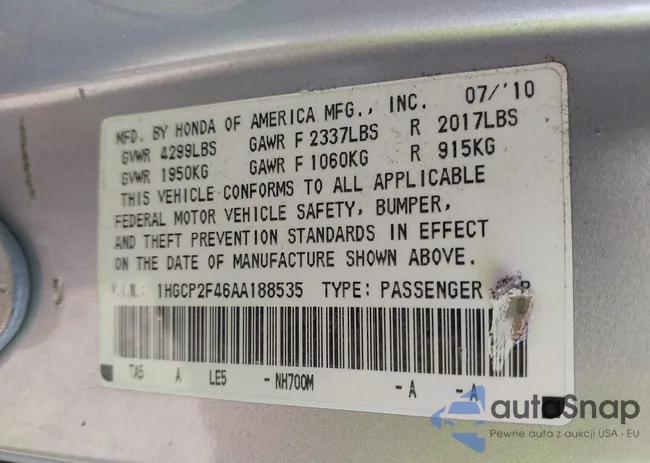 MFD. BY HONDA OF AMERICA MFG., INC. 07/'10
GVWR 4299LBS GAWR F 2337LBS R 2017LBS
GVWR 1950KG GAWR F 1060KG R 915KG
THIS VEHICLE CONFORMS TO ALL APPLICABLE
FEDERAL MOTOR VEHICLE SAFETY, BUMPER,
AND THEFT PREVENTION STANDARDS IN EFFECT
ON THE DATE OF MANUFACTURE SHOWN ABOVE.
V.I.N.: 1HGCP2F46AA188535 TYPE: PASSENGER
TA5 A LE5 - NH700M - A - A
autoSnap
Pewne auta z aukcji USA i EU